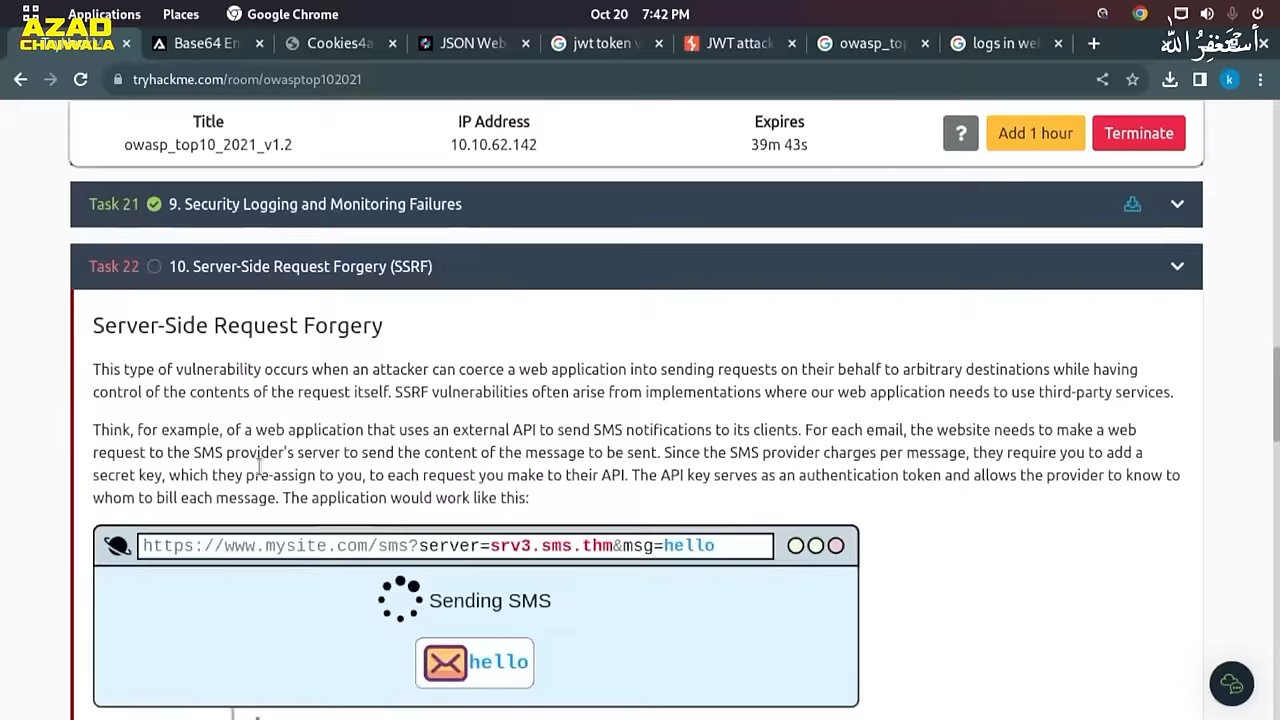 Applications Places Google Chrome Oct 20 7:42 PM
AZAD
CHAIWALA
Base64 En
Cookies4
JSON Web
jwt token
JWT attack
owasp_top
logs in we
أستغفر الله
tryhackme.com/room/owasptop102021
k
Title IP Address Expires
owasp_top10_2021_v1.2 10.10.62.142 39m 43s
? Add 1 hour Terminate
Task 21 9. Security Logging and Monitoring Failures
Task 22 10. Server-Side Request Forgery (SSRF)
Server-Side Request Forgery
This type of vulnerability occurs when an attacker can coerce a web application into sending requests on their behalf to arbitrary destinations while having
control of the contents of the request itself. SSRF vulnerabilities often arise from implementations where our web application needs to use third-party services.
Think, for example, of a web application that uses an external API to send SMS notifications to its clients. For each email, the website needs to make a web
request to the SMS provider's server to send the content of the message to be sent. Since the SMS provider charges per message, they require you to add a
secret key, which they pre-assign to you, to each request you make to their API. The API key serves as an authentication token and allows the provider to know to
whom to bill each message. The application would work like this:
https://www.mysite.com/sms?server=srv3.sms.thm&msg=hello
Sending SMS
hello